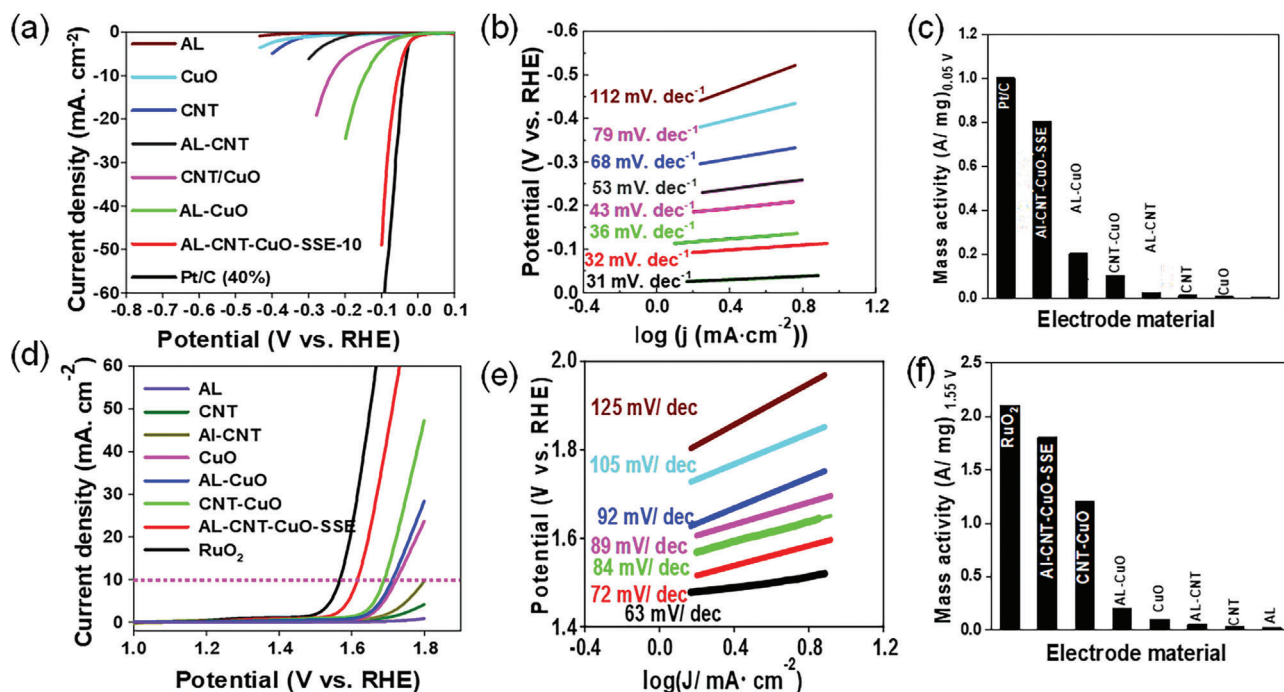 (a)
Current density (mA. cm-2)
0
-10
-20
-30
-40
-50
-60
AL
CuO
CNT
AL-CNT
CNT/CuO
AL-CuO
AL-CNT-CuO-SSE-10
Pt/C (40%)
-0.8 -0.7 -0.6 -0.5 -0.4 -0.3 -0.2 -0.1 0.0 0.1
Potential (V vs. RHE)
(b)
Potential (V vs. RHE)
-0.6
-0.5
-0.4
-0.3
-0.2
-0.1
0.0
112 mV. dec-1
79 mV. dec-1
68 mV. dec-1
53 mV. dec-1
43 mV. dec-1
36 mV. dec-1
32 mV. dec-1
31 mV. dec-1
0.0 0.4 0.8 1.2
log (j (mA·cm-2))
(c)
Mass activity (A/ mg)0.05 V
1.2
1.0
0.8
0.6
0.4
0.2
0.0
Pt/C
Al-CNT-CuO-SSE
AL-CuO
CNT-CuO
AL-CNT
CNT
CuO
Electrode material
(d)
Current density (mA. cm-2)
60
50
40
30
20
10
0
AL
CNT
Al-CNT
CuO
AL-CuO
CNT-CuO
AL-CNT-CuO-SSE
RuO2
1.0 1.2 1.4 1.6 1.8
Potential (V vs. RHE)
(e)
Potential (V vs. RHE)
2.0
1.8
1.6
1.4
125 mV/ dec
105 mV/ dec
92 mV/ dec
89 mV/ dec
84 mV/ dec
72 mV/ dec
63 mV/ dec
0.0 0.4 0.8 1.2
log(J/ mA· cm-2)
(f)
Mass activity (A/ mg) 1.55 V
2.5
2.0
1.5
1.0
0.5
0.0
RuO2
Al-CNT-CuO-SSE
CNT-CuO
AL-CuO
CuO
AL-CNT
CNT
AL
Electrode material